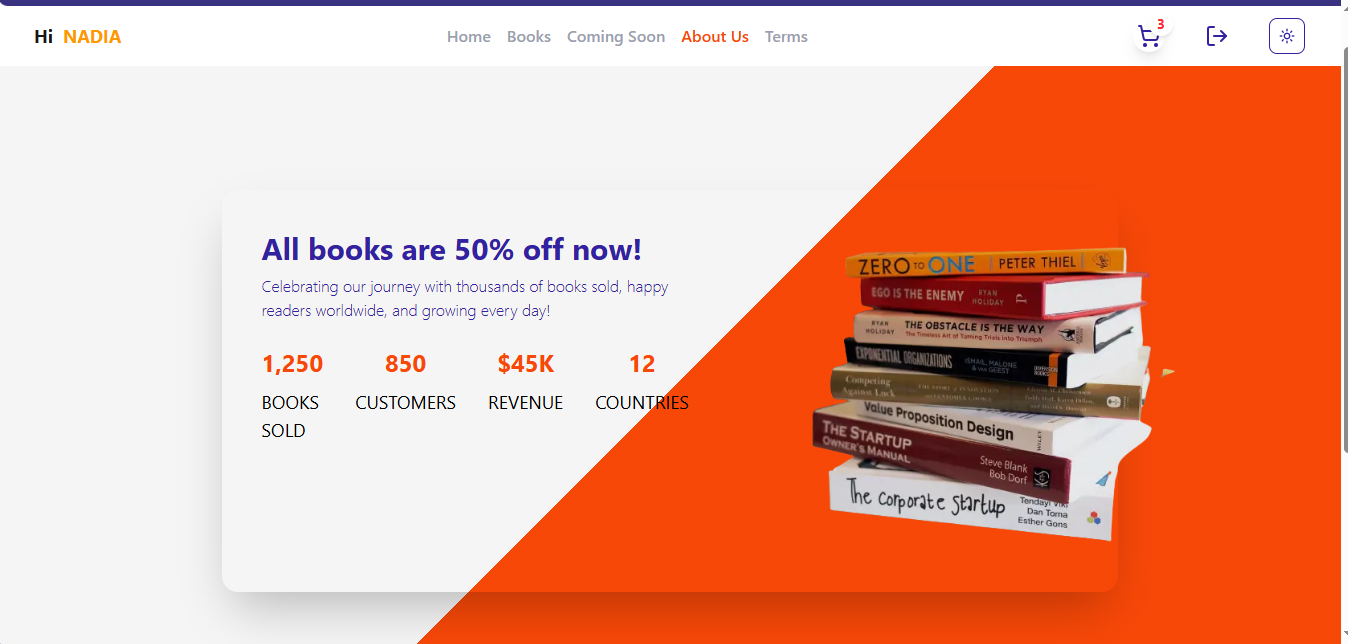 Hi NADIA
Home Books Coming Soon About Us Terms
3
All books are 50% off now!
Celebrating our journey with thousands of books sold, happy
readers worldwide, and growing every day!
1,250 850 $45K 12
BOOKS CUSTOMERS REVENUE COUNTRIES
SOLD
ZERO TO ONE PETER THIEL
EGO IS THE ENEMY RYAN
HOLIDAY
RYAN
HOLIDAY
THE OBSTACLE IS THE WAY
The Timeless Art of Turning Trials into Triumph
EXPONENTIAL ORGANIZATIONS ISMAIL, MALONE
& VAN GEEST
Competing
Against Luck
Value Proposition Design WILEY
THE STARTUP
OWNER'S MANUAL
Steve Blank
Bob Dorf
The Corporate Startup
Tendayi Viki
Dan Toma
Esther Gons